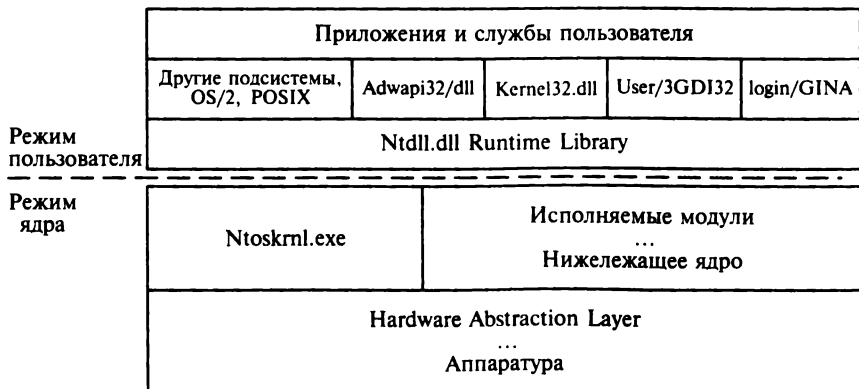 Приложения и службы пользователя
Другие подсистемы,
OS/2, POSIX
Adwapi32/dll
Kernel32.dll
User/3GDI32
login/GINA
Режим
пользователя
Ntdll.dll Runtime Library
Режим
ядра
Ntoskrnl.exe
Исполняемые модули
...
Нижележащее ядро
Hardware Abstraction Layer
...
Аппаратура